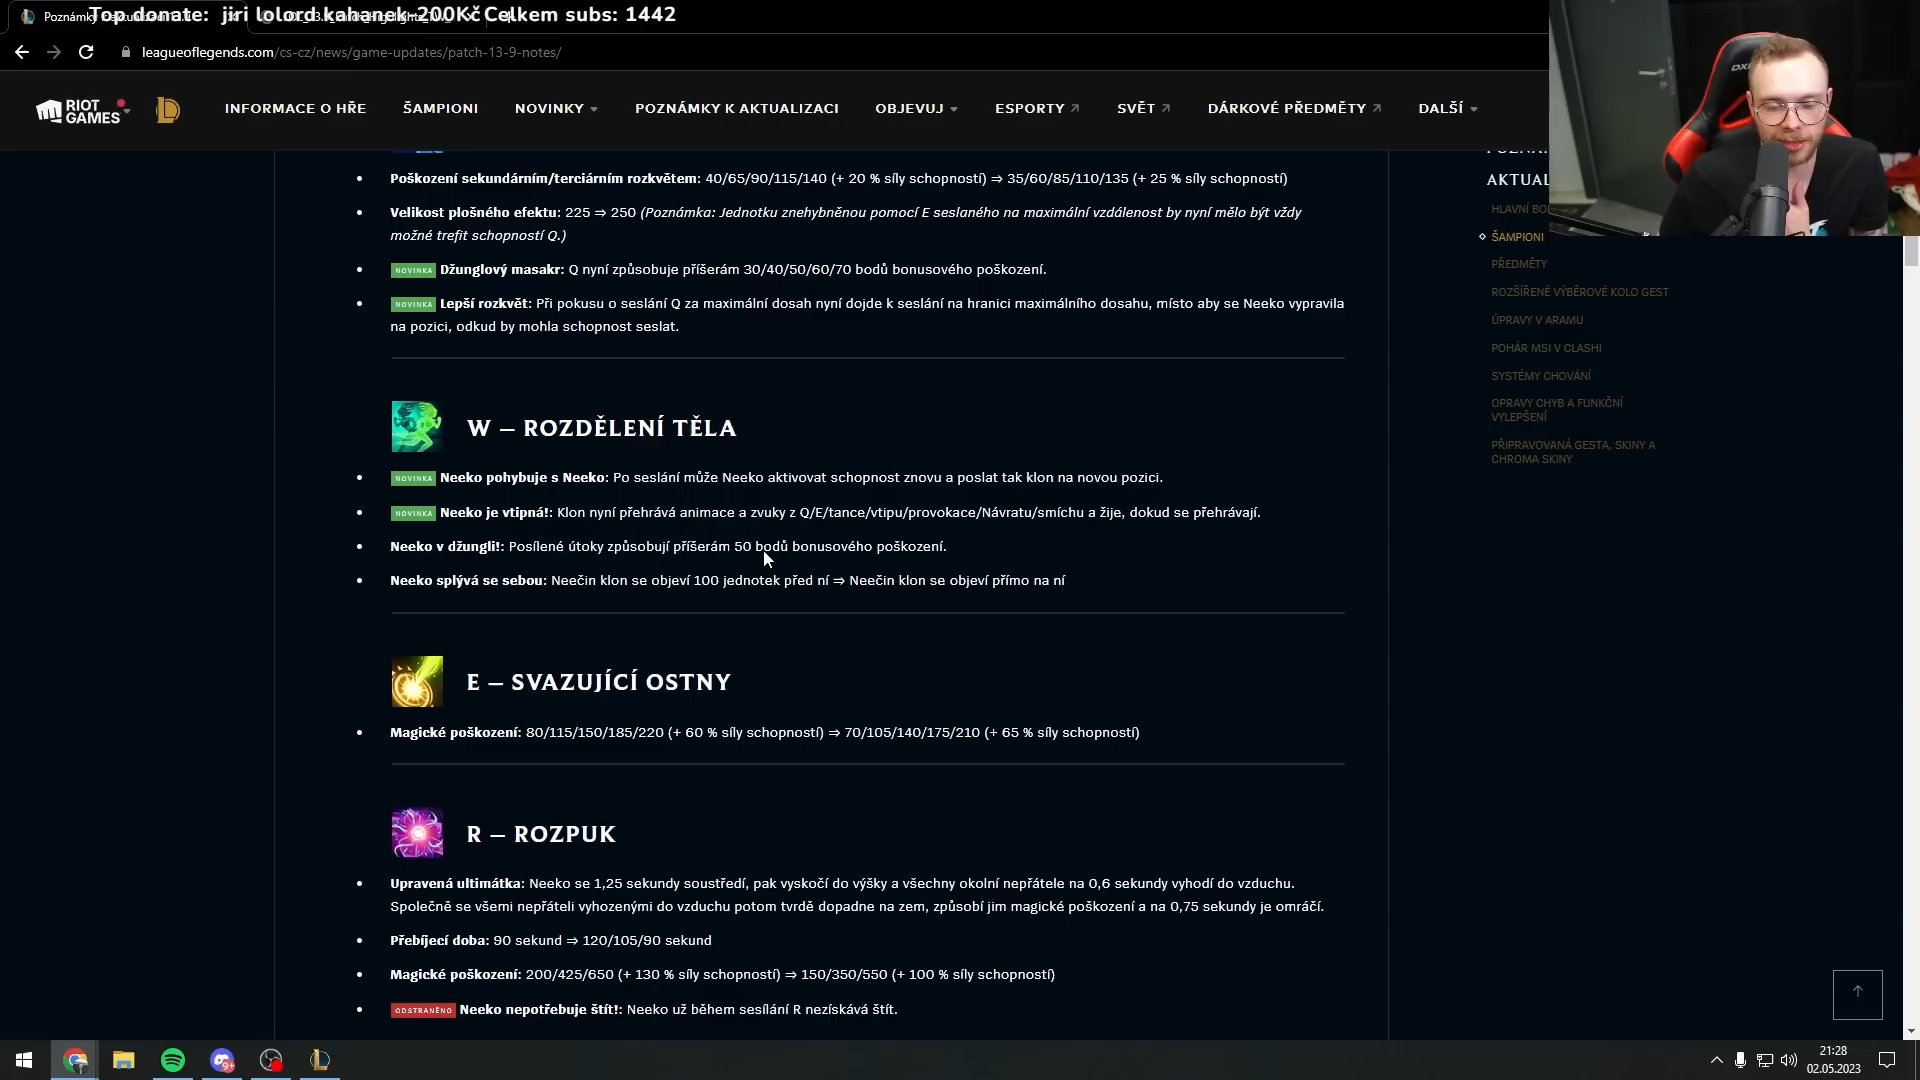 Poznámky
Top donate: jiri lolord kahanek-200Kč Celkem subs: 1442
leagueoflegends.com/cs-cz/news/game-updates/patch-13-9-notes/
RIOT GAMES
INFORMACE O HŘE
ŠAMPIONI
NOVINKY
POZNÁMKY K AKTUALIZACI
OBJEVUJ
ESPORTY
SVĚT
DÁRKOVÉ PŘEDMĚTY
DALŠÍ
Poškození sekundárním/terciárním rozkvětem: 40/65/90/115/140 (+ 20 % síly schopností) ⇒ 35/60/85/110/135 (+ 25 % síly schopností)
Velikost plošného efektu: 225 ⇒ 250 (Poznámka: Jednotku znehybněnou pomocí E seslaného na maximální vzdálenost by nyní mělo být vždy
možné trefit schopností Q.)
NOVINKA Džunglový masakr: Q nyní způsobuje příšerám 30/40/50/60/70 bodů bonusového poškození.
NOVINKA Lepší rozkvět: Při pokusu o seslání Q za maximální dosah nyní dojde k seslání na hranici maximálního dosahu, místo aby se Neeko vypravila
na pozici, odkud by mohla schopnost seslat.
W – ROZDĚLENÍ TĚLA
NOVINKA Neeko pohybuje s Neeko: Po seslání může Neeko aktivovat schopnost znovu a poslat tak klon na novou pozici.
NOVINKA Neeko je vtipná!: Klon nyní přehrává animace a zvuky z Q/E/tance/vtipu/provokace/Návratu/smíchu a žije, dokud se přehrávají.
Neeko v džungli!: Posílené útoky způsobují příšerám 50 bodů bonusového poškození.
Neeko splývá se sebou: Neečin klon se objeví 100 jednotek před ní ⇒ Neečin klon se objeví přímo na ní
E – SVAZUJÍCÍ OSTNY
Magické poškození: 80/115/150/185/220 (+ 60 % síly schopností) ⇒ 70/105/140/175/210 (+ 65 % síly schopností)
R – ROZPUK
Upravená ultimátka: Neeko se 1,25 sekundy soustředí, pak vyskočí do výšky a všechny okolní nepřátele na 0,6 sekundy vyhodí do vzduchu.
Společně se všemi nepřáteli vyhozenými do vzduchu potom tvrdě dopadne na zem, způsobí jim magické poškození a na 0,75 sekundy je omráčí.
Přebíjecí doba: 90 sekund ⇒ 120/105/90 sekund
Magické poškození: 200/425/650 (+ 130 % síly schopností) ⇒ 150/350/550 (+ 100 % síly schopností)
ODSTRANĚNO Neeko nepotřebuje štít!: Neeko už během sesílání R nezískává štít.
ŠAMPIONI
PŘEDMĚTY
ROZŠÍŘENÉ VÝBĚROVÉ KOLO GEST
ÚPRAVY V ARAMU
POHÁR MSI V CLASHI
SYSTÉMY CHOVÁNÍ
OPRAVY CHYB A FUNKČNÍ
VYLEPŠENÍ
PŘIPRAVOVANÁ GESTA, SKINY A
CHROMA SKINY
9+
21:28
02.05.2023